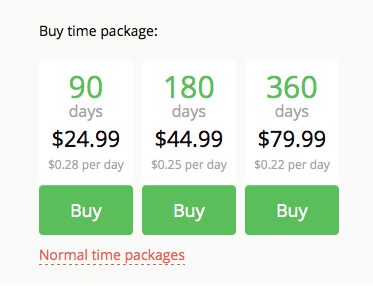 Buy time package:
90 180 360
days days days
$24.99 $44.99 $79.99
$0.28 per day $0.25 per day $0.22 per day
Buy Buy Buy
Normal time packages